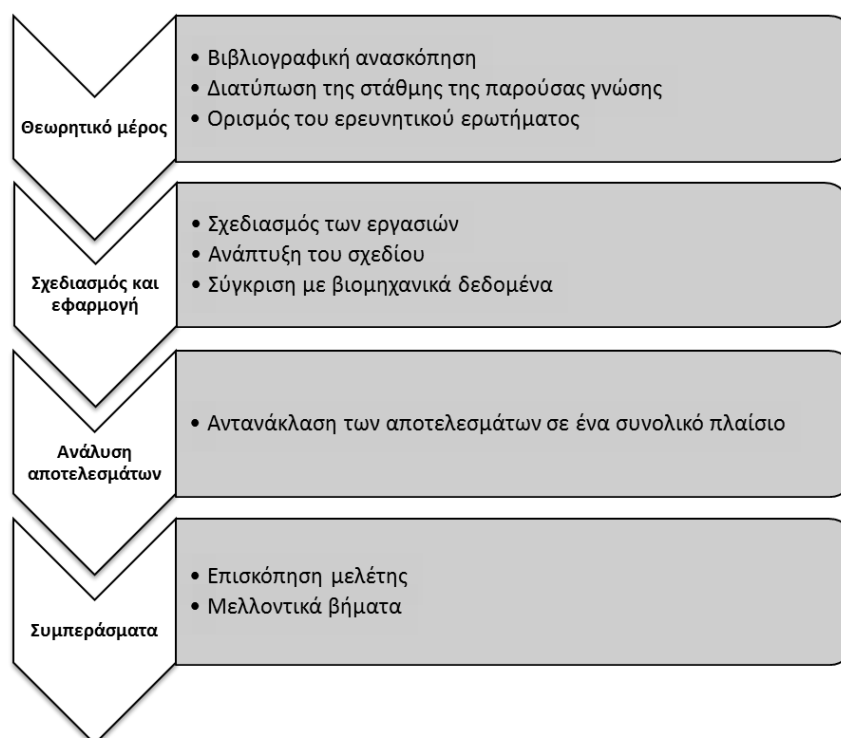 Θεωρητικό μέρος
• Βιβλιογραφική ανασκόπηση
• Διατύπωση της στάθμης της παρούσας γνώσης
• Ορισμός του ερευνητικού ερωτήματος
Σχεδιασμός και
εφαρμογή
• Σχεδιασμός των εργασιών
• Ανάπτυξη του σχεδίου
• Σύγκριση με βιομηχανικά δεδομένα
Ανάλυση
αποτελεσμάτων
• Αντανάκλαση των αποτελεσμάτων σε ένα συνολικό πλαίσιο
Συμπεράσματα
• Επισκόπηση μελέτης
• Μελλοντικά βήματα